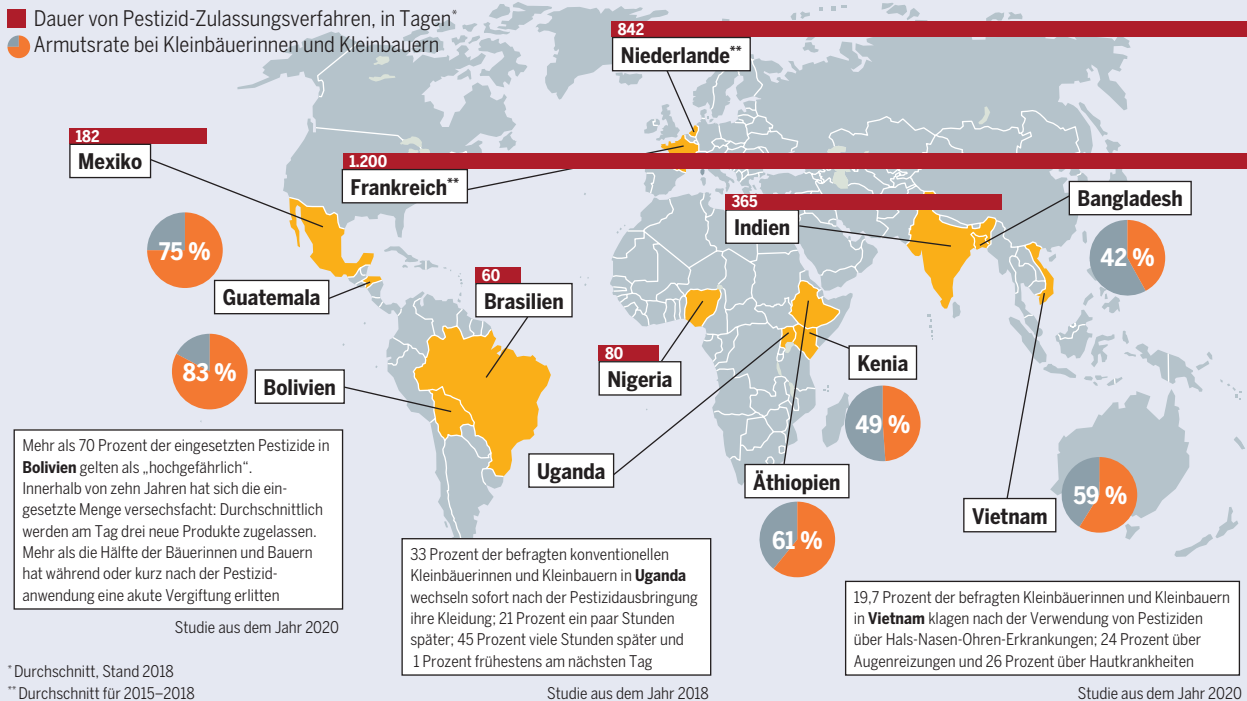 Dauer von Pestizid-Zulassungsverfahren, in Tagen*
Armutsrate bei Kleinbäuerinnen und Kleinbauern
842
Niederlande**
182
Mexiko
1.200
Frankreich**
365
Indien
Bangladesh
42 %
75 %
Guatemala
60
Brasilien
83 %
Bolivien
80
Nigeria
Kenia
49 %
Uganda
Äthiopien
61 %
Vietnam
59 %
Mehr als 70 Prozent der eingesetzten Pestizide in
Bolivien gelten als „hochgefährlich“.
Innerhalb von zehn Jahren hat sich die ein-
gesetzte Menge versechsfacht: Durchschnittlich
werden am Tag drei neue Produkte zugelassen.
Mehr als die Hälfte der Bäuerinnen und Bauern
hat während oder kurz nach der Pestizid-
anwendung eine akute Vergiftung erlitten
Studie aus dem Jahr 2020
33 Prozent der befragten konventionellen
Kleinbäuerinnen und Kleinbauern in Uganda
wechseln sofort nach der Pestizidausbringung
ihre Kleidung; 21 Prozent ein paar Stunden
später; 45 Prozent viele Stunden später und
1 Prozent frühestens am nächsten Tag
Studie aus dem Jahr 2018
19,7 Prozent der befragten Kleinbäuerinnen und Kleinbauern
in Vietnam klagen nach der Verwendung von Pestiziden
über Hals-Nasen-Ohren-Erkrankungen; 24 Prozent über
Augenreizungen und 26 Prozent über Hautkrankheiten
Studie aus dem Jahr 2020
* Durchschnitt, Stand 2018
** Durchschnitt für 2015–2018